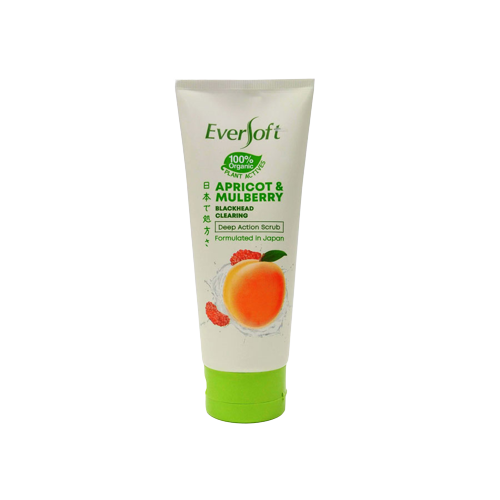 EverSoft
100%
Organic
PLANT ACTIVES
APRICOT &
MULBERRY
BLACKHEAD
CLEARING
Deep Action Scrub
Formulated in Japan
日本で処方さ